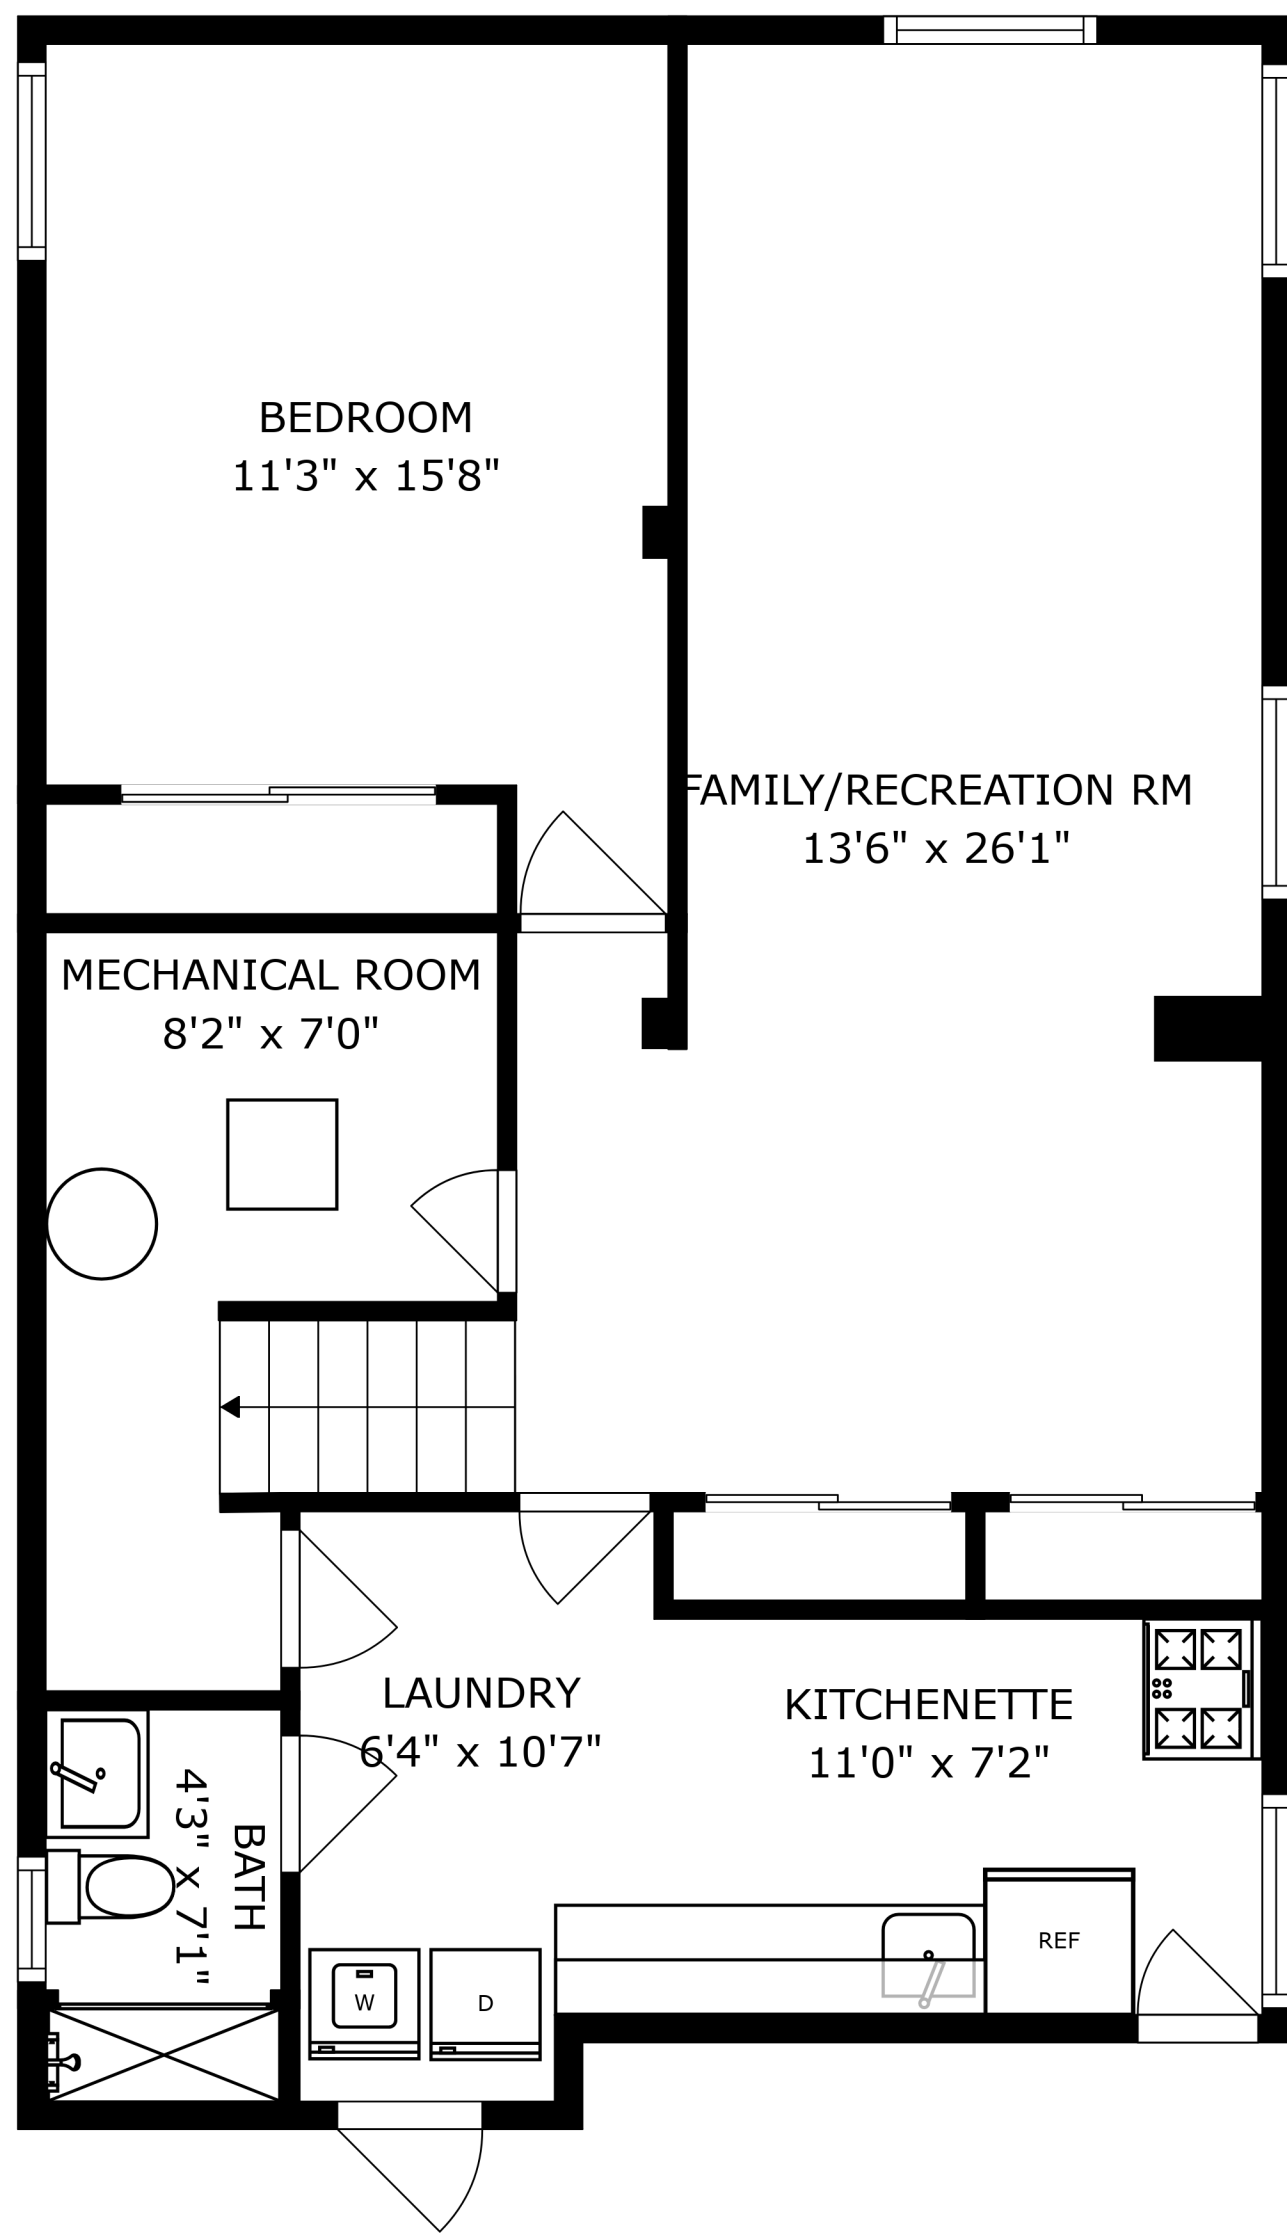 BEDROOM
11'3" x 15'8"
FAMILY/RECREATION RM
13'6" x 26'1"
MECHANICAL ROOM
8'2" x 7'0"
LAUNDRY
6'4" x 10'7"
KITCHENETTE
11'0" x 7'2"
BATH
4'3" x 7'1"
REF
W
D